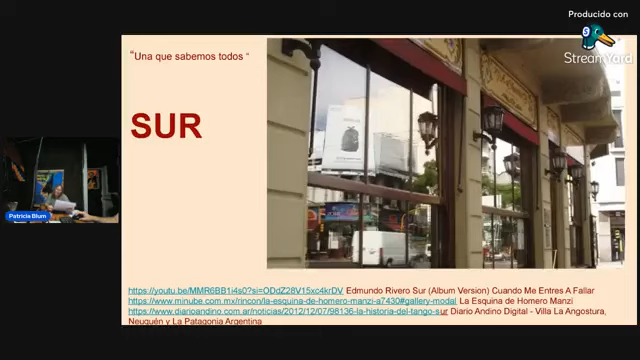 Producido con
StreamYard
“Una que sabemos todos “
SUR
Patricia Blum
https://youtu.be/MMR6BB1i4s0?si=ODdZ28V15xc4krDV Edmundo Rivero Sur (Album Version) Cuando Me Entres A Fallar
https://www.minube.com.mx/rincon/la-esquina-de-homero-manzi-a7430#gallery-modal La Esquina de Homero Manzi
https://www.diarioandino.com.ar/noticias/2012/12/07/98136-la-historia-del-tango-sur Diario Andino Digital - Villa La Angostura,
Neuquén y La Patagonia Argentina